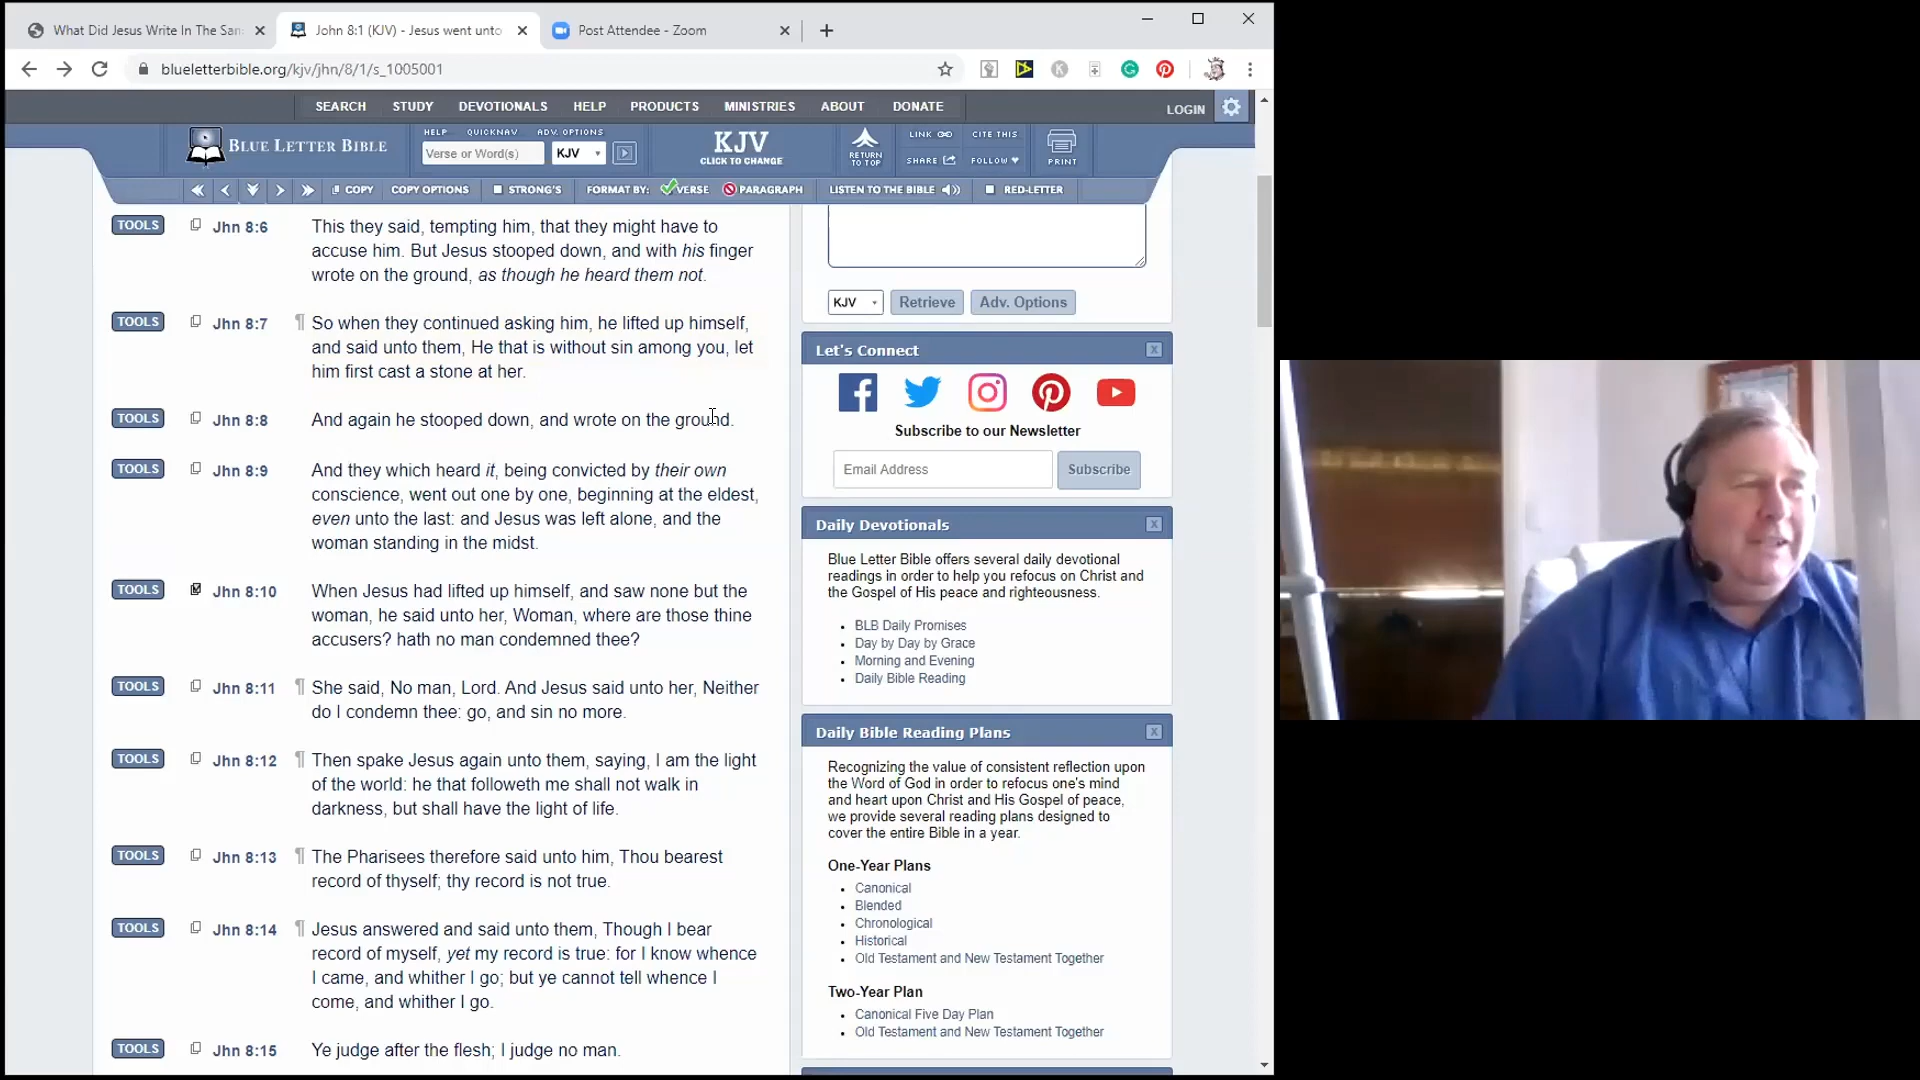 What Did Jesus Write In The San
John 8:1 (KJV) - Jesus went unto
Post Attendee - Zoom
blueletterbible.org/kjv/jhn/8/1/s_1005001
SEARCH STUDY DEVOTIONALS HELP PRODUCTS MINISTRIES ABOUT DONATE
LOGIN
BLUE LETTER BIBLE
HELP QUICKNAV ADV. OPTIONS
Verse or Word(s) KJV
KJV
CLICK TO CHANGE
RETURN
TO TOP
LINK CITE THIS
SHARE FOLLOW
PRINT
COPY COPY OPTIONS STRONG'S FORMAT BY: VERSE PARAGRAPH LISTEN TO THE BIBLE RED-LETTER
TOOLS Jhn 8:6 This they said, tempting him, that they might have to
accuse him. But Jesus stooped down, and with his finger
wrote on the ground, as though he heard them not.
TOOLS Jhn 8:7 ¶ So when they continued asking him, he lifted up himself,
and said unto them, He that is without sin among you, let
him first cast a stone at her.
TOOLS Jhn 8:8 And again he stooped down, and wrote on the ground.
TOOLS Jhn 8:9 And they which heard it, being convicted by their own
conscience, went out one by one, beginning at the eldest,
even unto the last: and Jesus was left alone, and the
woman standing in the midst.
TOOLS Jhn 8:10 When Jesus had lifted up himself, and saw none but the
woman, he said unto her, Woman, where are those thine
accusers? hath no man condemned thee?
TOOLS Jhn 8:11 ¶ She said, No man, Lord. And Jesus said unto her, Neither
do I condemn thee: go, and sin no more.
TOOLS Jhn 8:12 ¶ Then spake Jesus again unto them, saying, I am the light
of the world: he that followeth me shall not walk in
darkness, but shall have the light of life.
TOOLS Jhn 8:13 ¶ The Pharisees therefore said unto him, Thou bearest
record of thyself; thy record is not true.
TOOLS Jhn 8:14 ¶ Jesus answered and said unto them, Though I bear
record of myself, yet my record is true: for I know whence
I came, and whither I go; but ye cannot tell whence I
come, and whither I go.
TOOLS Jhn 8:15 Ye judge after the flesh; I judge no man.
KJV Retrieve Adv. Options
Let's Connect
Subscribe to our Newsletter
Email Address Subscribe
Daily Devotionals
Blue Letter Bible offers several daily devotional
readings in order to help you refocus on Christ and
the Gospel of His peace and righteousness.
BLB Daily Promises
Day by Day by Grace
Morning and Evening
Daily Bible Reading
Daily Bible Reading Plans
Recognizing the value of consistent reflection upon
the Word of God in order to refocus one's mind
and heart upon Christ and His Gospel of peace,
we provide several reading plans designed to
cover the entire Bible in a year.
One-Year Plans
Canonical
Blended
Chronological
Historical
Old Testament and New Testament Together
Two-Year Plan
Canonical Five Day Plan
Old Testament and New Testament Together